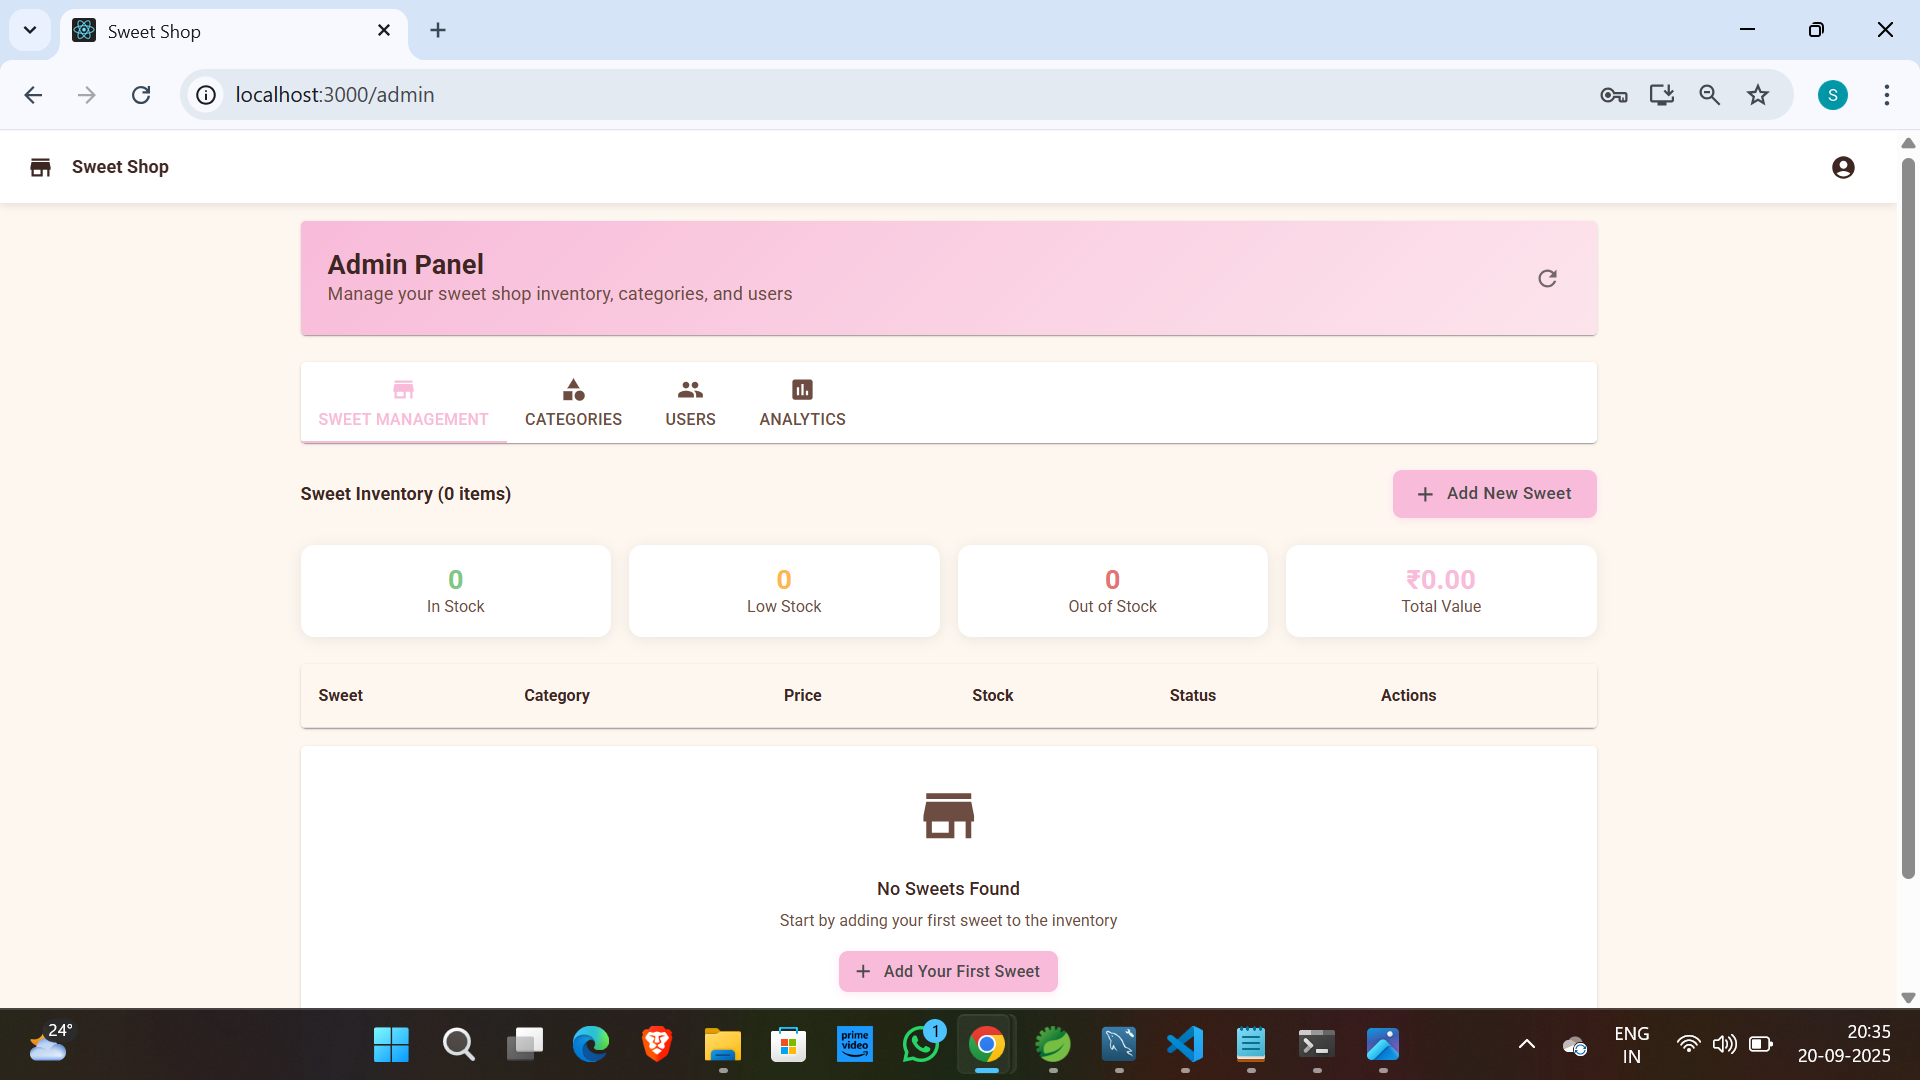 Sweet Shop
localhost:3000/admin
S
Sweet Shop
Admin Panel
Manage your sweet shop inventory, categories, and users
SWEET MANAGEMENT
CATEGORIES
USERS
ANALYTICS
Sweet Inventory (0 items)
Add New Sweet
0
In Stock
0
Low Stock
0
Out of Stock
₹0.00
Total Value
Sweet Category Price Stock Status Actions
No Sweets Found
Start by adding your first sweet to the inventory
Add Your First Sweet
24°
prime
video
1
ENG
IN
20:35
20-09-2025